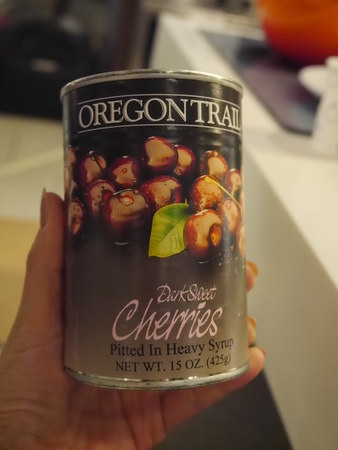 OREGON TRAIL
Dark Sweet
Cherries
Pitted In Heavy Syrup
NET WT. 15 OZ. (425g)